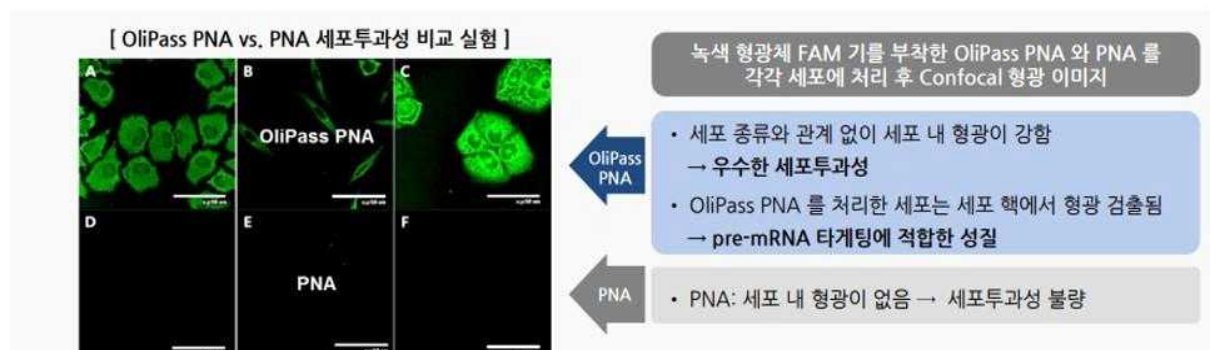 [ OliPass PNA vs. PNA 세포투과성 비교 실험 ]
A
B
C
OliPass PNA
D
E
F
PNA
녹색 형광체 FAM 기를 부착한 OliPass PNA 와 PNA 를
각각 세포에 처리 후 Confocal 형광 이미지
OliPass
PNA
• 세포 종류와 관계 없이 세포 내 형광이 강함
→ 우수한 세포투과성
• OliPass PNA 를 처리한 세포는 세포 핵에서 형광 검출됨
→ pre-mRNA 타게팅에 적합한 성질
PNA
• PNA: 세포 내 형광이 없음 → 세포투과성 불량